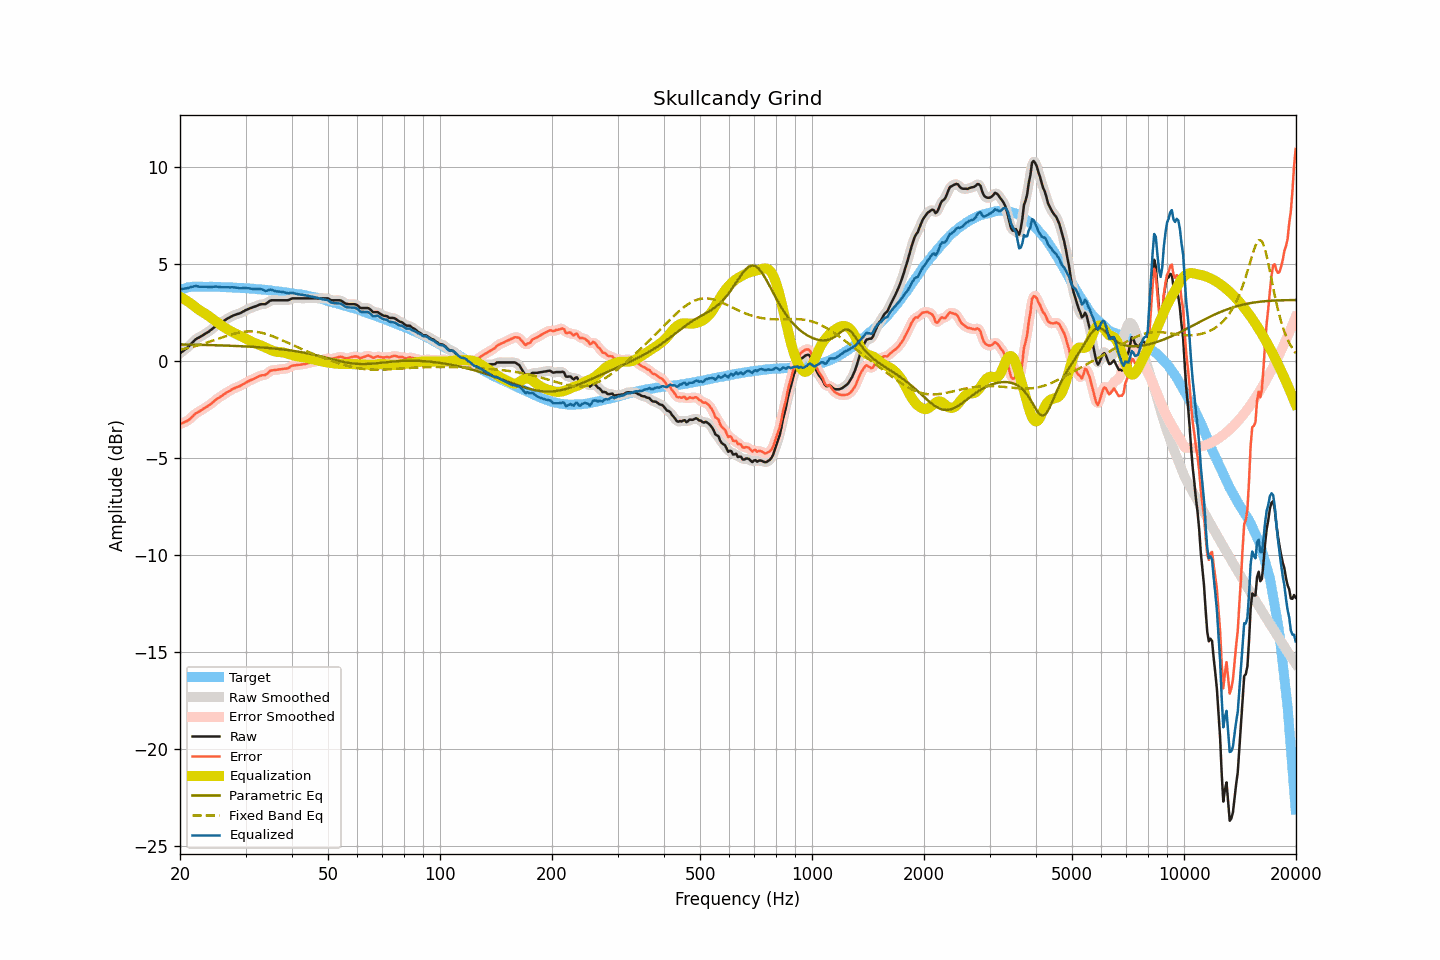 Skullcandy Grind
Amplitude (dBr)
10
5
0
−5
−10
−15
−20
−25
Target
Raw Smoothed
Error Smoothed
Raw
Error
Equalization
Parametric Eq
Fixed Band Eq
Equalized
20 50 100 200 500 1000 2000 5000 10000 20000
Frequency (Hz)